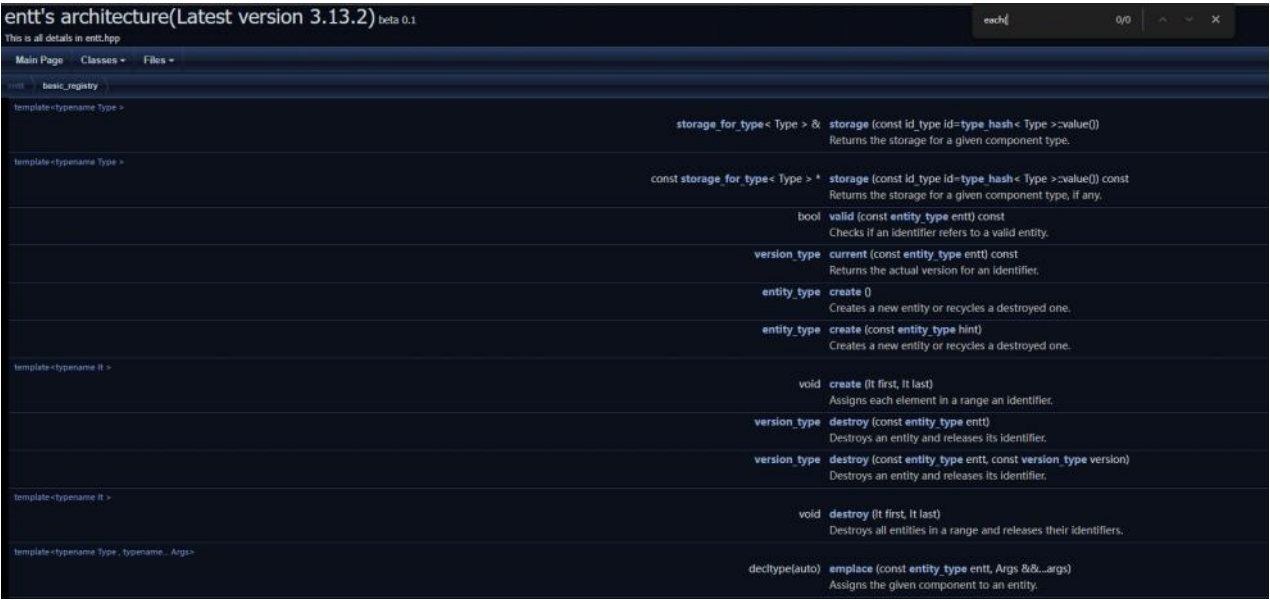 entt's architecture(Latest version 3.13.2) beta 0.1
each( 0/0
This is all details in entt.hpp
Main Page Classes Files
entt basic_registry
template<typename Type >
storage_for_type< Type > & storage (const id_type id=type_hash< Type >::value())
Returns the storage for a given component type.
template<typename Type >
const storage_for_type< Type > * storage (const id_type id=type_hash< Type >::value()) const
Returns the storage for a given component type, if any.
bool valid (const entity_type entt) const
Checks if an identifier refers to a valid entity.
version_type current (const entity_type entt) const
Returns the actual version for an identifier.
entity_type create ()
Creates a new entity or recycles a destroyed one.
entity_type create (const entity_type hint)
Creates a new entity or recycles a destroyed one.
template<typename It >
void create (It first, It last)
Assigns each element in a range an identifier.
version_type destroy (const entity_type entt)
Destroys an entity and releases its identifier.
version_type destroy (const entity_type entt, const version_type version)
Destroys an entity and releases its identifier.
template<typename It >
void destroy (It first, It last)
Destroys all entities in a range and releases their identifiers.
template<typename Type , typename... Args>
decltype(auto) emplace (const entity_type entt, Args &&...args)
Assigns the given component to an entity.